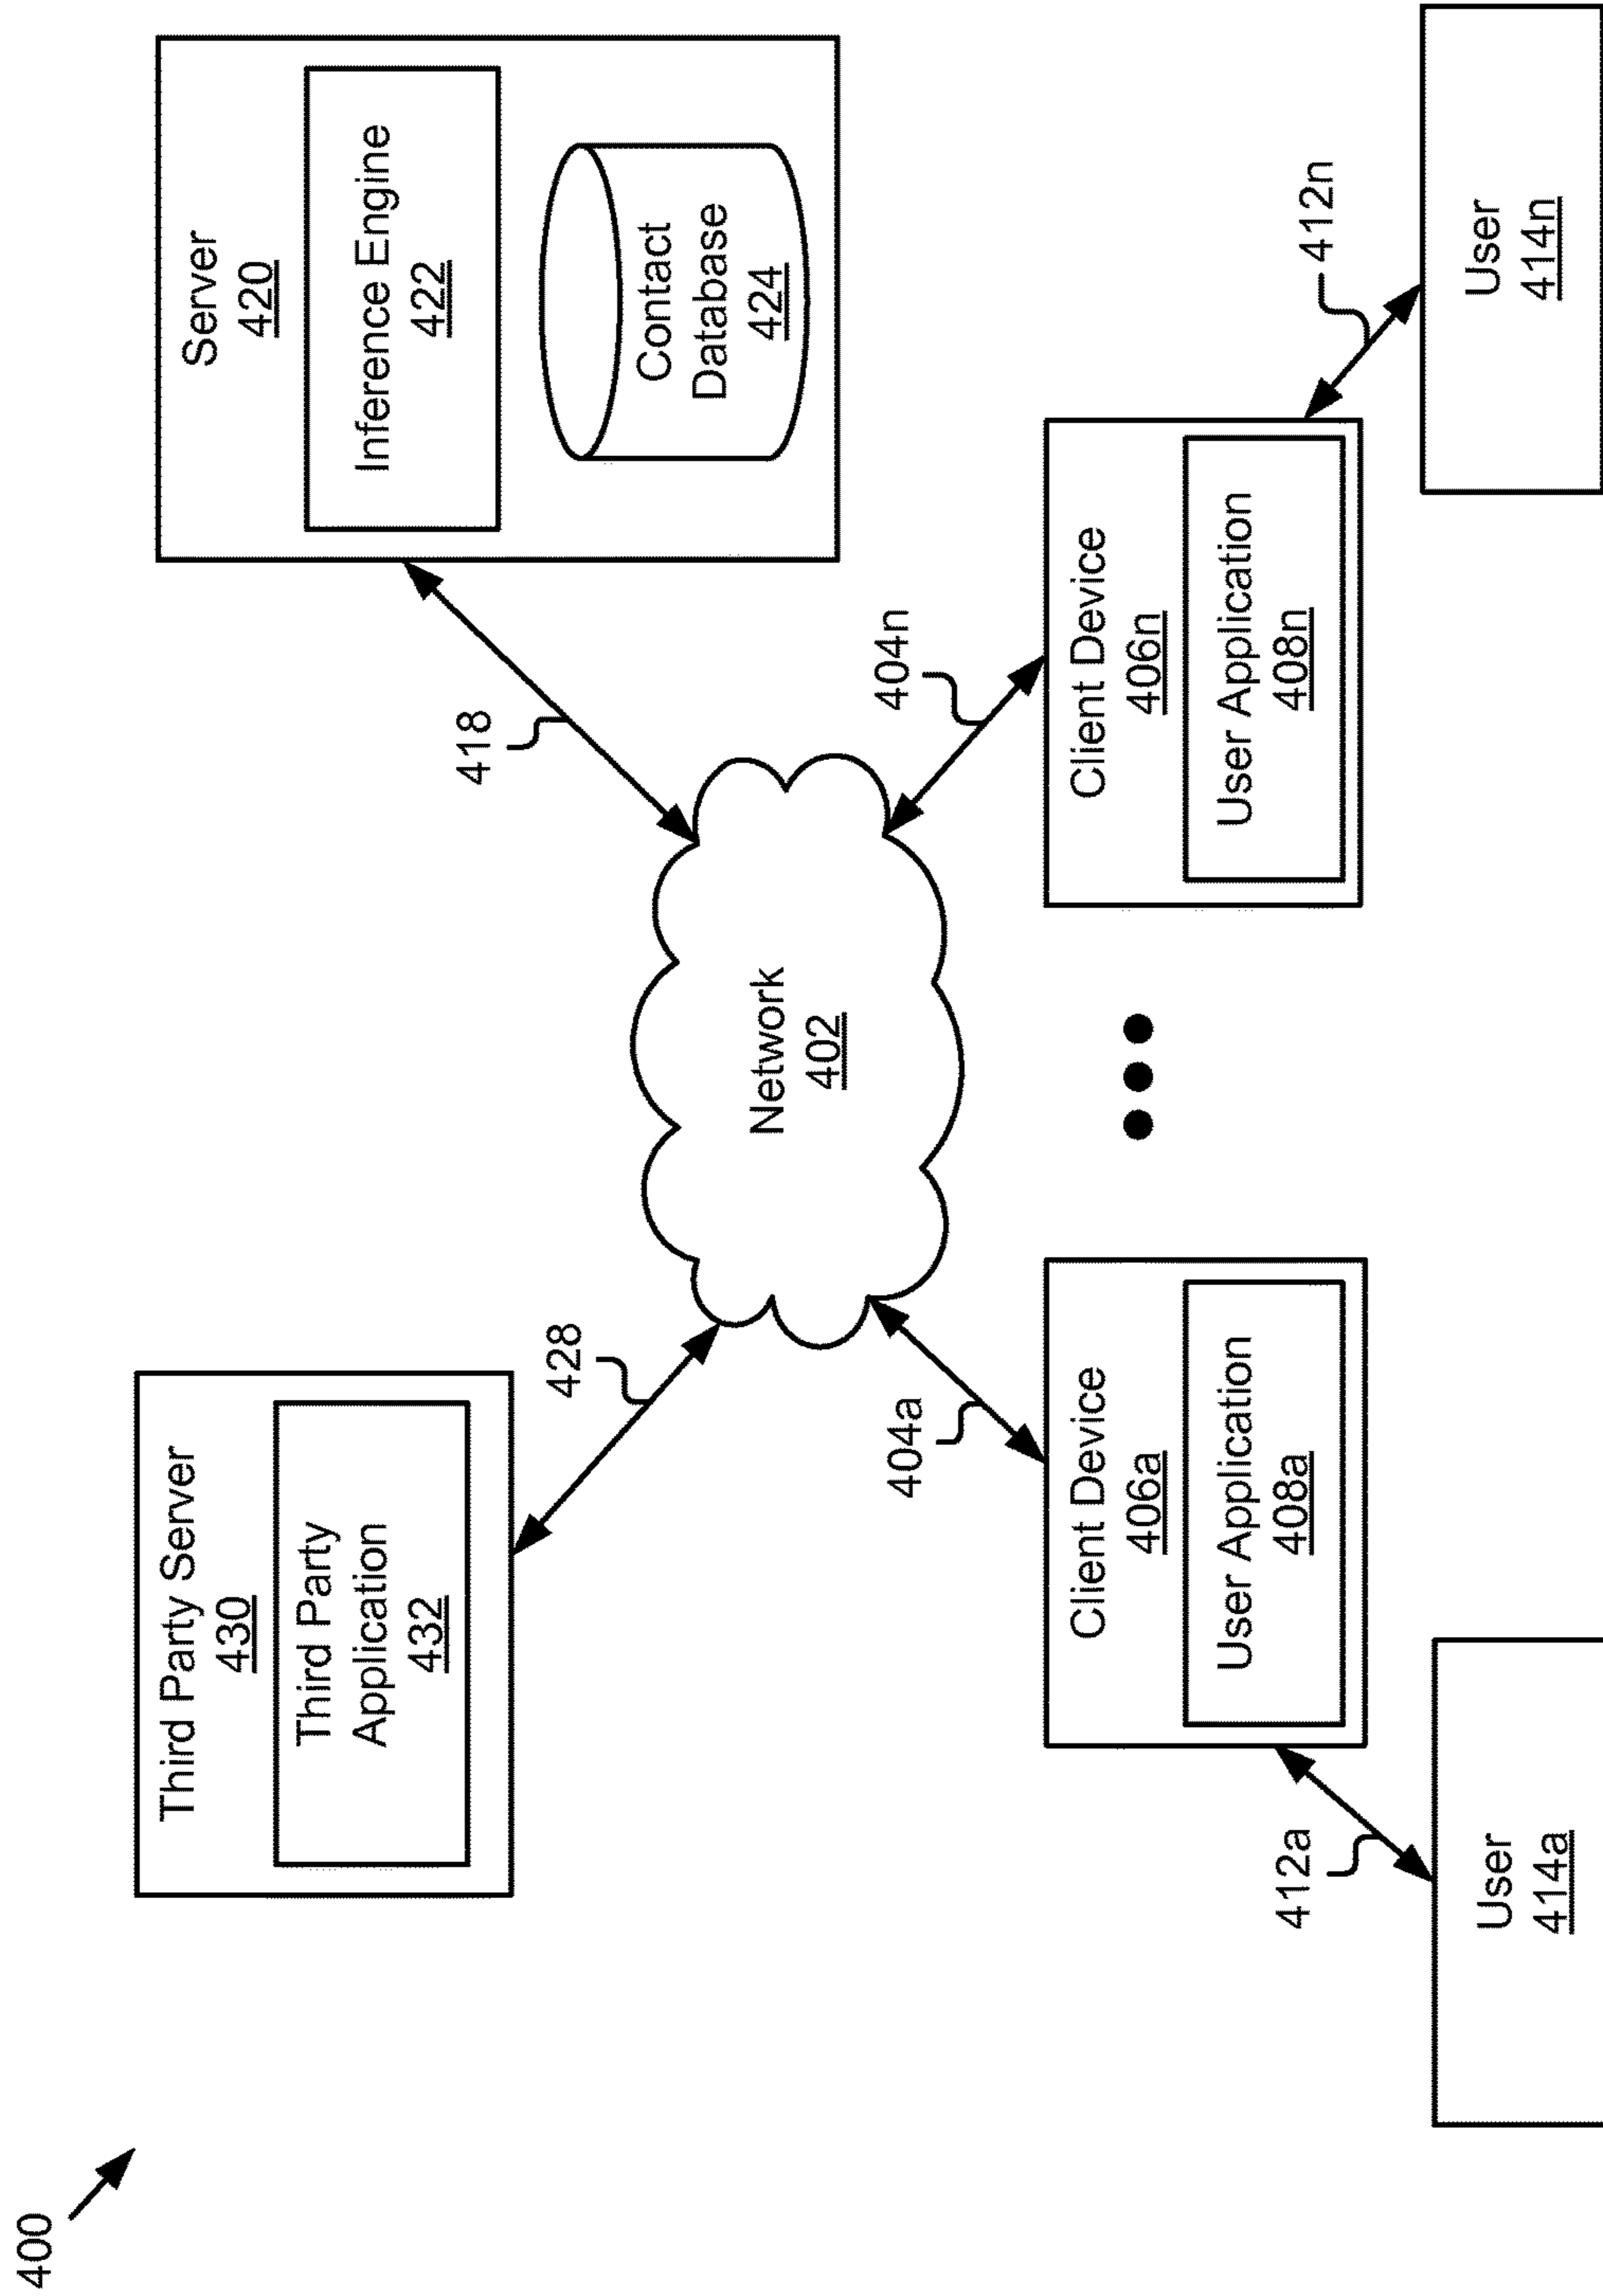 400
Third Party Server
430
Third Party
Application
432
Server
420
Inference Engine
422
Contact
Database
424
428
418
Network
402
404a
404n
Client Device
406a
User Application
408a
Client Device
406n
User Application
408n
412a
412n
User
414a
User
414n